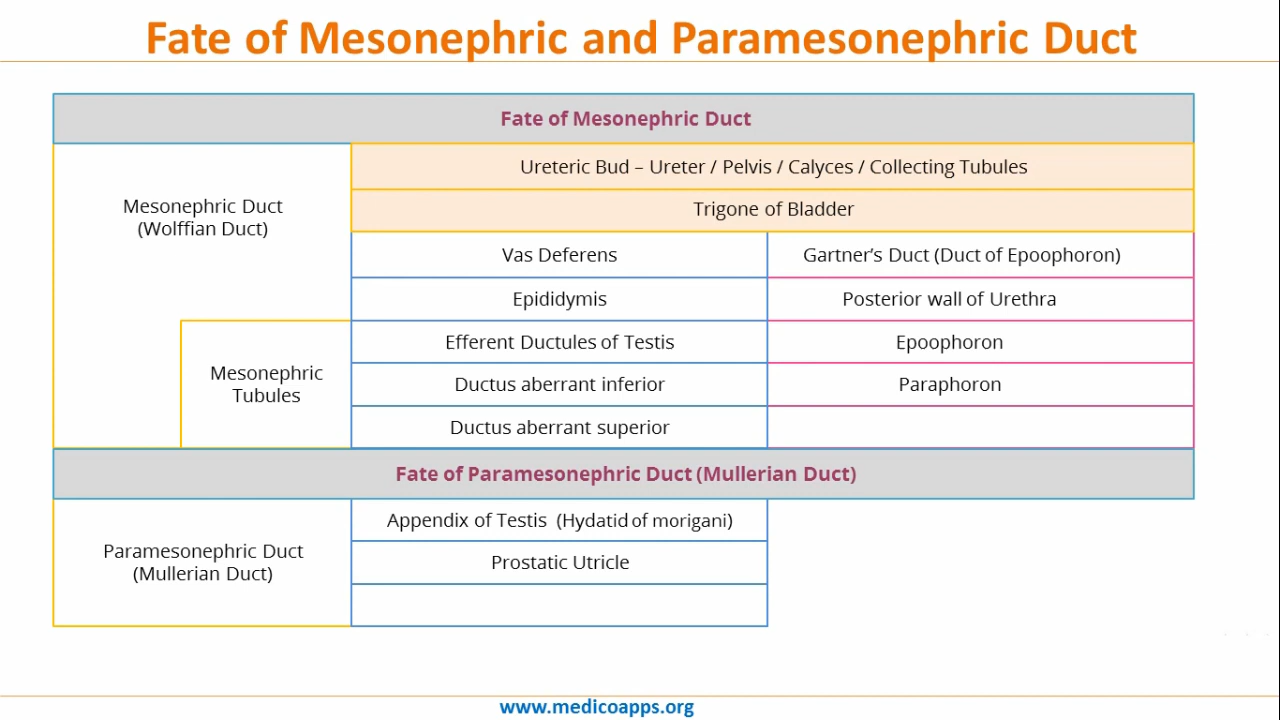 Fate of Mesonephric and Paramesonephric Duct
Fate of Mesonephric Duct
Mesonephric Duct
(Wolffian Duct)
Ureteric Bud – Ureter / Pelvis / Calyces / Collecting Tubules
Trigone of Bladder
Vas Deferens
Gartner’s Duct (Duct of Epoophoron)
Epididymis
Posterior wall of Urethra
Mesonephric
Tubules
Efferent Ductules of Testis
Epoophoron
Ductus aberrant inferior
Paraphoron
Ductus aberrant superior
Fate of Paramesonephric Duct (Mullerian Duct)
Paramesonephric Duct
(Mullerian Duct)
Appendix of Testis (Hydatid of morigani)
Prostatic Utricle
www.medicoapps.org